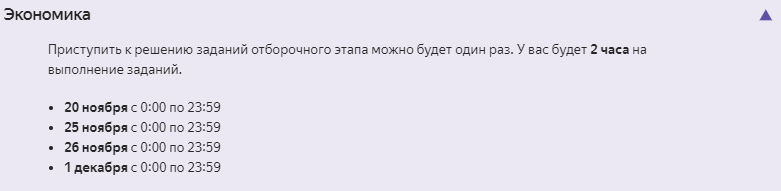 Экономика
Приступить к решению заданий отборочного этапа можно будет один раз. У вас будет 2 часа на
выполнение заданий.
• 20 ноября с 0:00 по 23:59
• 25 ноября с 0:00 по 23:59
• 26 ноября с 0:00 по 23:59
• 1 декабря с 0:00 по 23:59